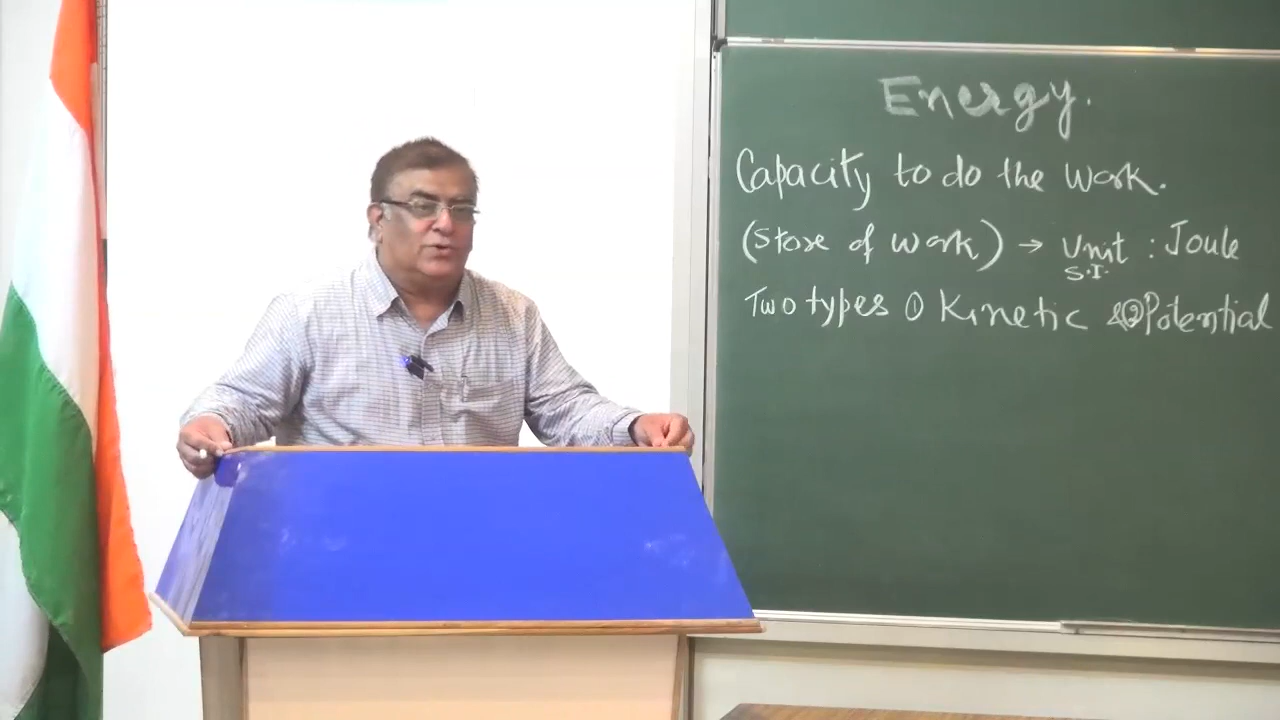 Energy.
Capacity to do the work.
(store of work) → Unit : Joule
S.I.
Two types ① Kinetic & ② Potential